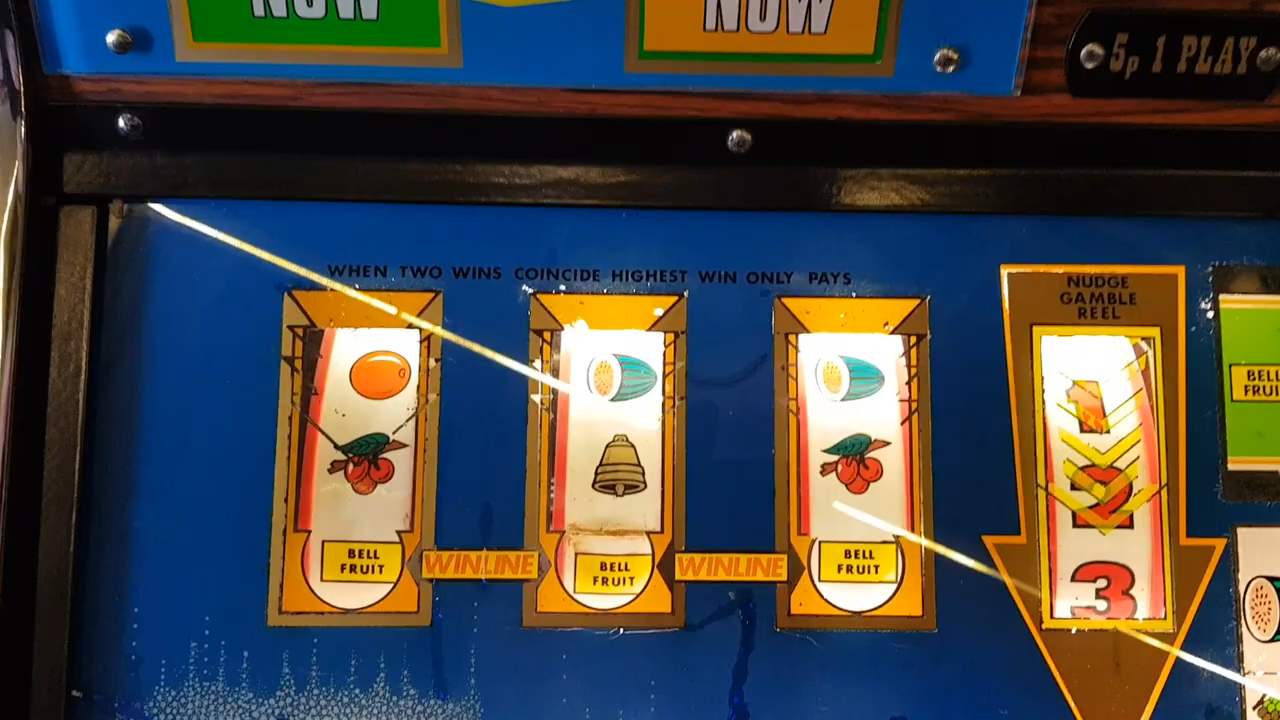 NOW
NOW
5p 1 PLAY
WHEN TWO WINS COINCIDE HIGHEST WIN ONLY PAYS
NUDGE
GAMBLE
REEL
1
2
3
BELL
FRUIT
WINLINE
BELL
FRUIT
WINLINE
BELL
FRUIT
BELL